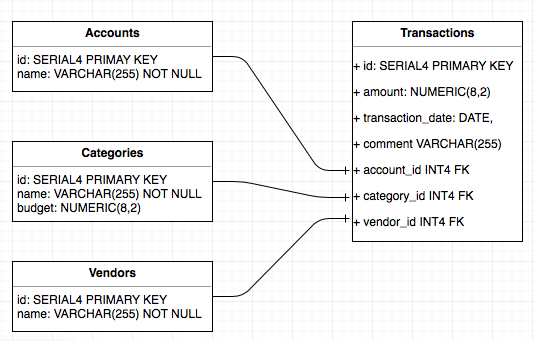 Accounts
id: SERIAL4 PRIMAY KEY
name: VARCHAR(255) NOT NULL
Categories
id: SERIAL4 PRIMARY KEY
name: VARCHAR(255) NOT NULL
budget: NUMERIC(8,2)
Vendors
id: SERIAL4 PRIMARY KEY
name: VARCHAR(255) NOT NULL
Transactions
+ id: SERIAL4 PRIMARY KEY
+ amount: NUMERIC(8,2)
+ transaction_date: DATE,
+ comment VARCHAR(255)
+ account_id INT4 FK
+ category_id INT4 FK
+ vendor_id INT4 FK